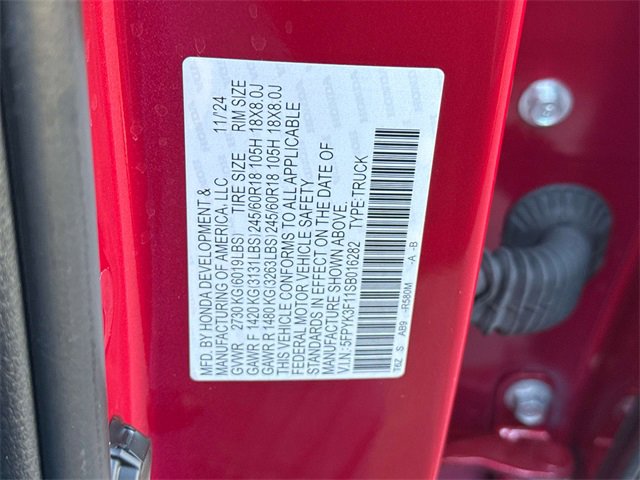 MFD. BY HONDA DEVELOPMENT &
MANUFACTURING OF AMERICA, LLC. 11/24
GVWR 2730 KG(6019LBS) TIRE SIZE RIM SIZE
GAWR F 1420 KG(3131LBS) 245/60R18 105H 18X8.0J
GAWR R 1480 KG(3263LBS) 245/60R18 105H 18X8.0J
THIS VEHICLE CONFORMS TO ALL APPLICABLE
FEDERAL MOTOR VEHICLE SAFETY
STANDARDS IN EFFECT ON THE DATE OF
MANUFACTURE SHOWN ABOVE.
V.I.N.: 5FPYK3F11SB016282 TYPE:TRUCK
T6Z S AB9 -R580M -A -B